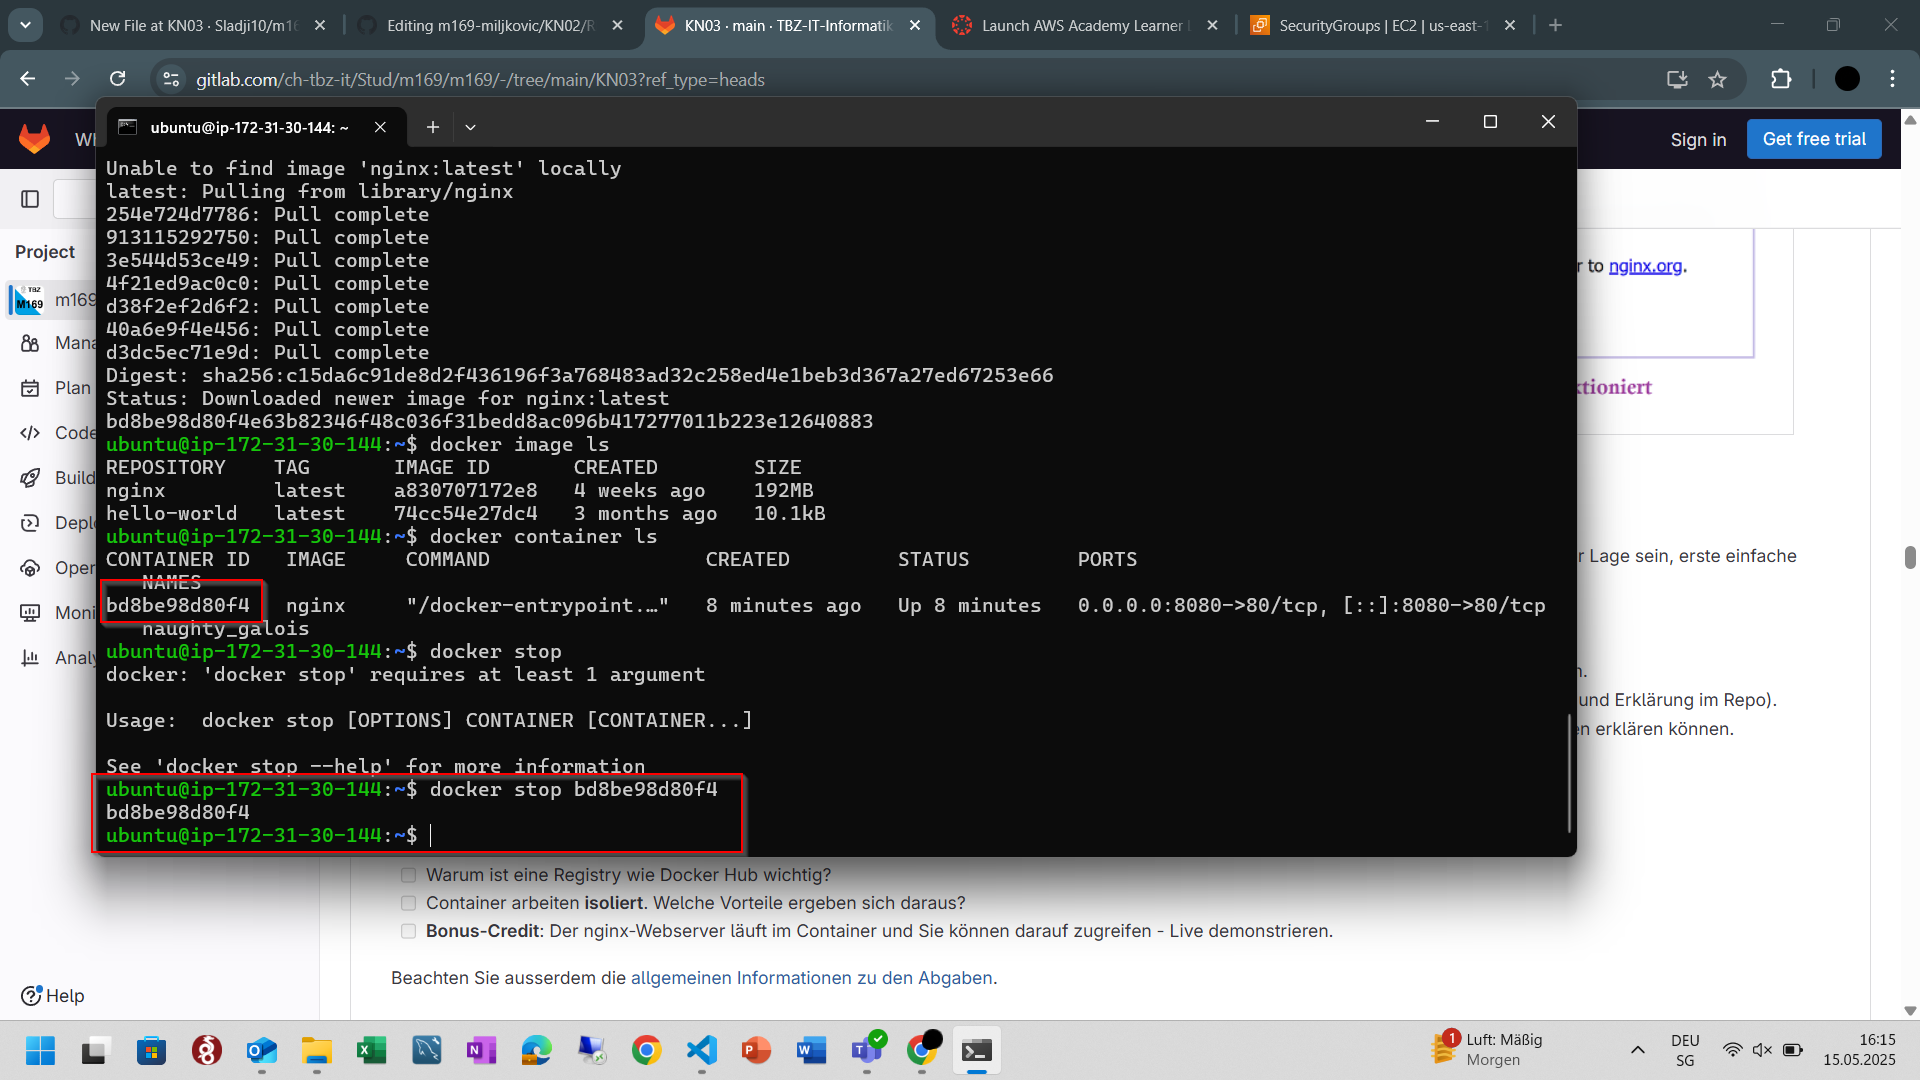 New File at KN03 · Sladji10/m16
Editing m169-miljkovic/KN02/R
KN03 · main · TBZ-IT-Informatik
Launch AWS Academy Learner L
SecurityGroups | EC2 | us-east-1
gitlab.com/ch-tbz-it/Stud/m169/m169/-/tree/main/KN03?ref_type=heads
ubuntu@ip-172-31-30-144: ~
Sign in
Get free trial
Unable to find image 'nginx:latest' locally
latest: Pulling from library/nginx
254e724d7786: Pull complete
913115292750: Pull complete
3e544d53ce49: Pull complete
4f21ed9ac0c0: Pull complete
d38f2ef2d6f2: Pull complete
40a6e9f4e456: Pull complete
d3dc5ec71e9d: Pull complete
Digest: sha256:c15da6c91de8d2f436196f3a768483ad32c258ed4e1beb3d367a27ed67253e66
Status: Downloaded newer image for nginx:latest
bd8be98d80f4e63b82346f48c036f31bedd8ac096b417277011b223e12640883
ubuntu@ip-172-31-30-144:~$ docker image ls
REPOSITORY    TAG       IMAGE ID       CREATED        SIZE
nginx         latest    a830707172e8   4 weeks ago    192MB
hello-world   latest    74cc54e27dc4   3 months ago   10.1kB
ubuntu@ip-172-31-30-144:~$ docker container ls
CONTAINER ID   IMAGE     COMMAND                  CREATED         STATUS         PORTS
NAMES
bd8be98d80f4   nginx     "/docker-entrypoint.…"   8 minutes ago   Up 8 minutes   0.0.0.0:8080->80/tcp, [::]:8080->80/tcp
naughty_galois
ubuntu@ip-172-31-30-144:~$ docker stop
docker: 'docker stop' requires at least 1 argument
Usage:  docker stop [OPTIONS] CONTAINER [CONTAINER...]
See 'docker stop --help' for more information
ubuntu@ip-172-31-30-144:~$ docker stop bd8be98d80f4
bd8be98d80f4
ubuntu@ip-172-31-30-144:~$
Project
TBZ
M169
m169
Mana
Plan
Code
Build
Deplo
Oper
Moni
Analy
Help
r to nginx.org.
ktioniert
r Lage sein, erste einfache
n.
und Erklärung im Repo).
en erklären können.
Warum ist eine Registry wie Docker Hub wichtig?
Container arbeiten isoliert. Welche Vorteile ergeben sich daraus?
Bonus-Credit: Der nginx-Webserver läuft im Container und Sie können darauf zugreifen - Live demonstrieren.
Beachten Sie ausserdem die allgemeinen Informationen zu den Abgaben.
1
Luft: Mäßig
Morgen
DEU
SG
16:15
15.05.2025